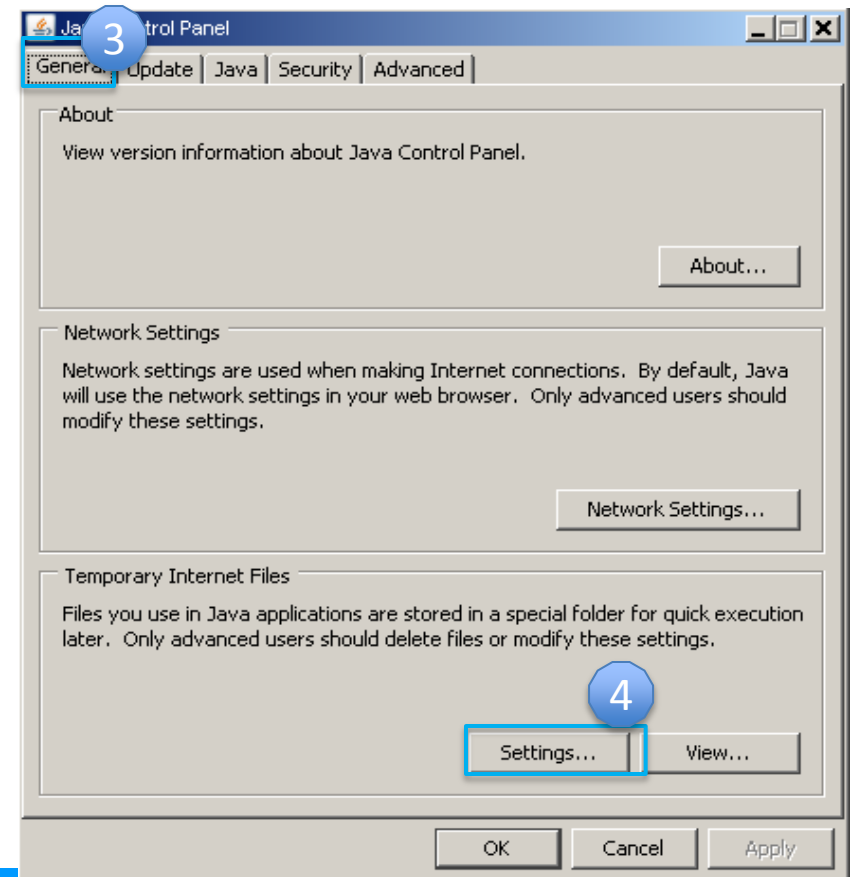 3
Ja trol Panel
General Update Java Security Advanced
About
View version information about Java Control Panel.
About...
Network Settings
Network settings are used when making Internet connections.  By default, Java
will use the network settings in your web browser.  Only advanced users should
modify these settings.
Network Settings...
Temporary Internet Files
Files you use in Java applications are stored in a special folder for quick execution
later.  Only advanced users should delete files or modify these settings.
4
Settings... View...
OK Cancel Apply